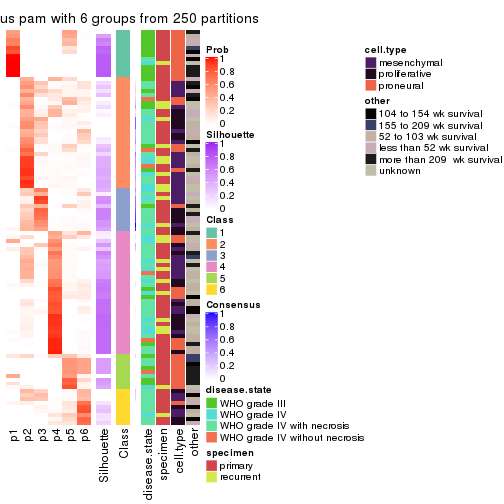 us pam with 6 groups from 250 partitions
Prob
1
0.8
0.6
0.4
0.2
0
Silhouette
1
0.8
0.6
0.4
0.2
0
Class
1
2
3
4
5
6
Consensus
1
0.8
0.6
0.4
0.2
0
disease.state
WHO grade III
WHO grade IV
WHO grade IV with necrosis
WHO grade IV without necrosis
specimen
primary
recurrent
cell.type
mesenchymal
proliferative
proneural
other
104 to 154 wk survival
155 to 209 wk survival
52 to 103 wk survival
less than 52 wk survival
more than 209  wk survival
unknown
p1
p2
p3
p4
p5
p6
Silhouette
Class
disease.state
specimen
cell.type
other